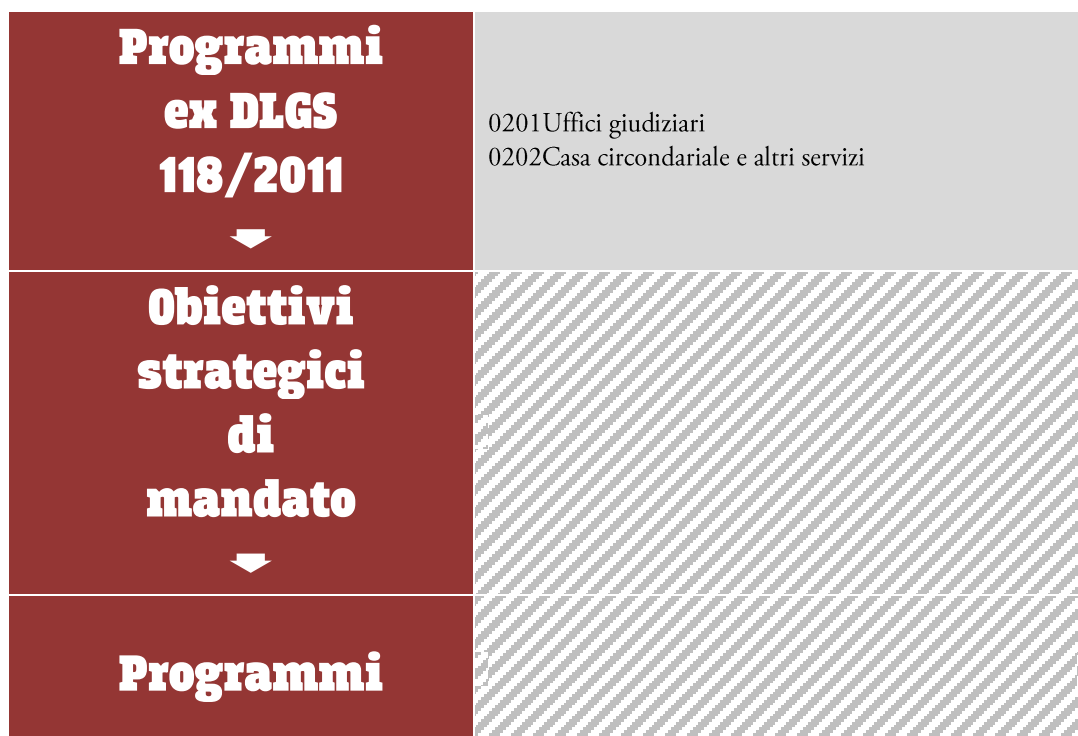 Programmi
ex DLGS
118/2011
0201Uffici giudiziari
0202Casa circondariale e altri servizi
Obiettivi
strategici
di
mandato
Programmi